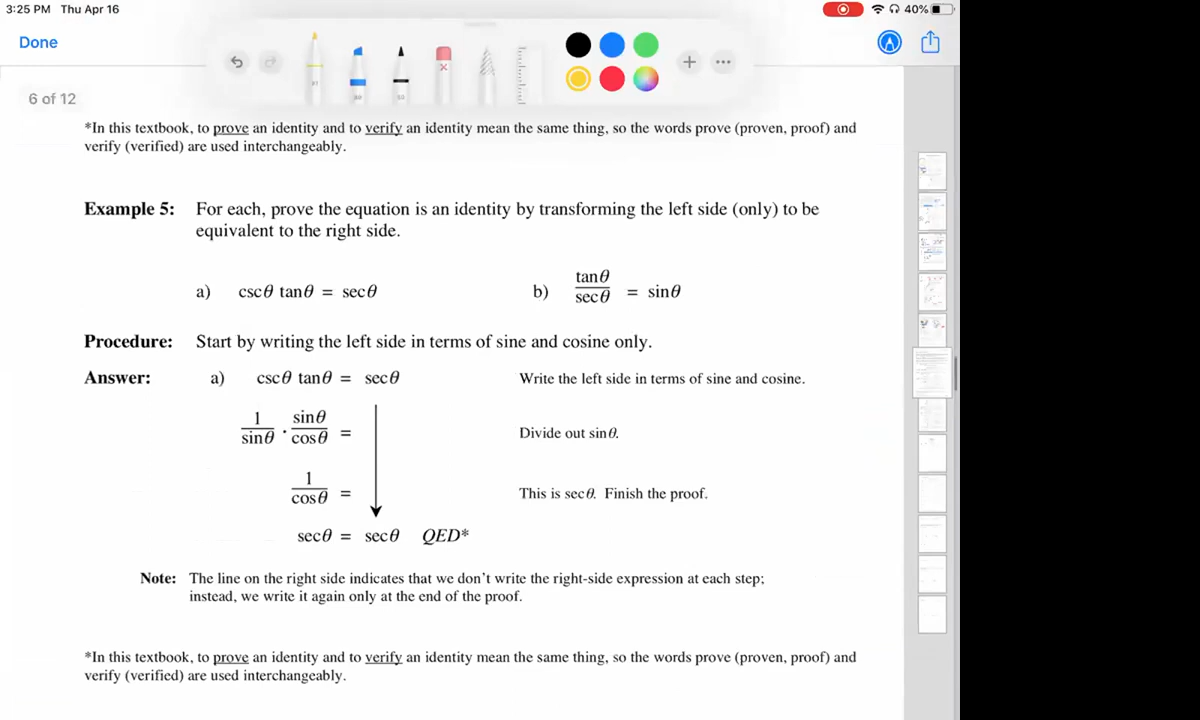 3:25 PM Thu Apr 16
40%
Done
6 of 12
*In this textbook, to prove an identity and to verify an identity mean the same thing, so the words prove (proven, proof) and
verify (verified) are used interchangeably.
Example 5: For each, prove the equation is an identity by transforming the left side (only) to be
equivalent to the right side.
a) cscθ tanθ = secθ
b) tanθ/secθ = sinθ
Procedure: Start by writing the left side in terms of sine and cosine only.
Answer: a) cscθ tanθ = secθ Write the left side in terms of sine and cosine.
1/sinθ · sinθ/cosθ = Divide out sinθ.
1/cosθ = This is secθ. Finish the proof.
secθ = secθ QED*
Note: The line on the right side indicates that we don't write the right-side expression at each step;
instead, we write it again only at the end of the proof.
*In this textbook, to prove an identity and to verify an identity mean the same thing, so the words prove (proven, proof) and
verify (verified) are used interchangeably.